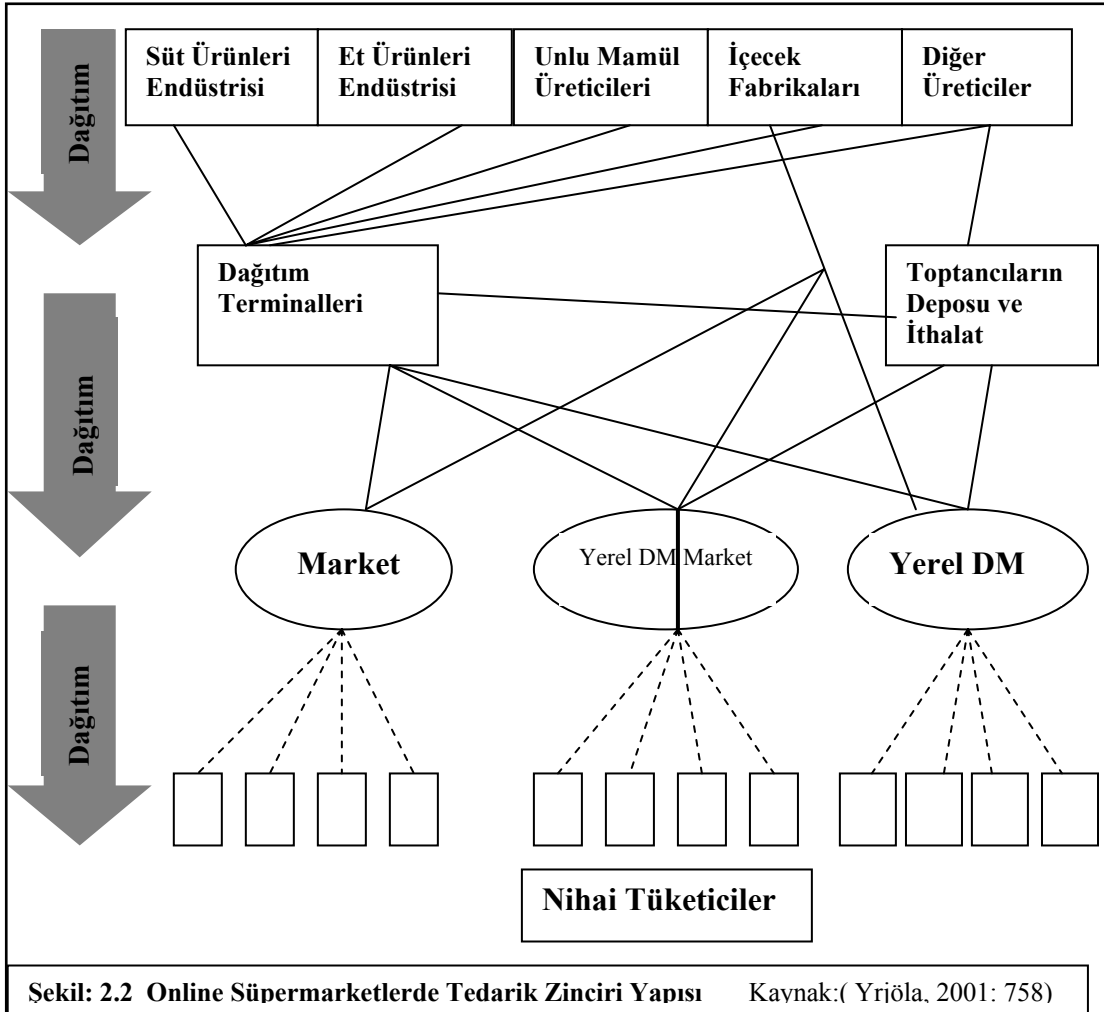 Dağıtım
Süt Ürünleri
Endüstrisi
Et Ürünleri
Endüstrisi
Unlu Mamül
Üreticileri
İçecek
Fabrikaları
Diğer
Üreticiler
Dağıtım
Terminalleri
Toptancıların
Deposu ve
İthalat
Dağıtım
Market
Yerel DM Market
Yerel DM
Dağıtım
Nihai Tüketiciler
Şekil: 2.2 Online Süpermarketlerde Tedarik Zinciri Yapısı Kaynak:( Yrjöla, 2001: 758)